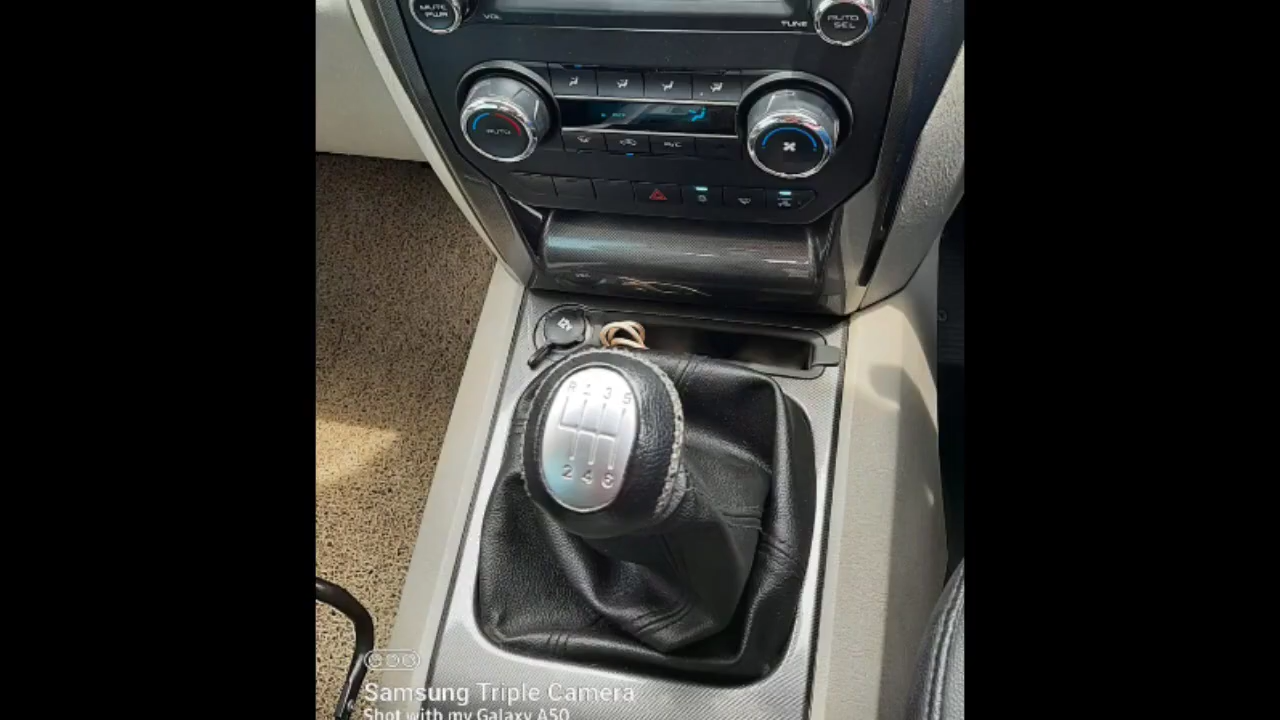 MUTE
PWR
VOL
TUNE
AUTO
SEL
AUTO
A/C
R 1 3 5
2 4 6
Samsung Triple Camera
Shot with my Galaxy A50